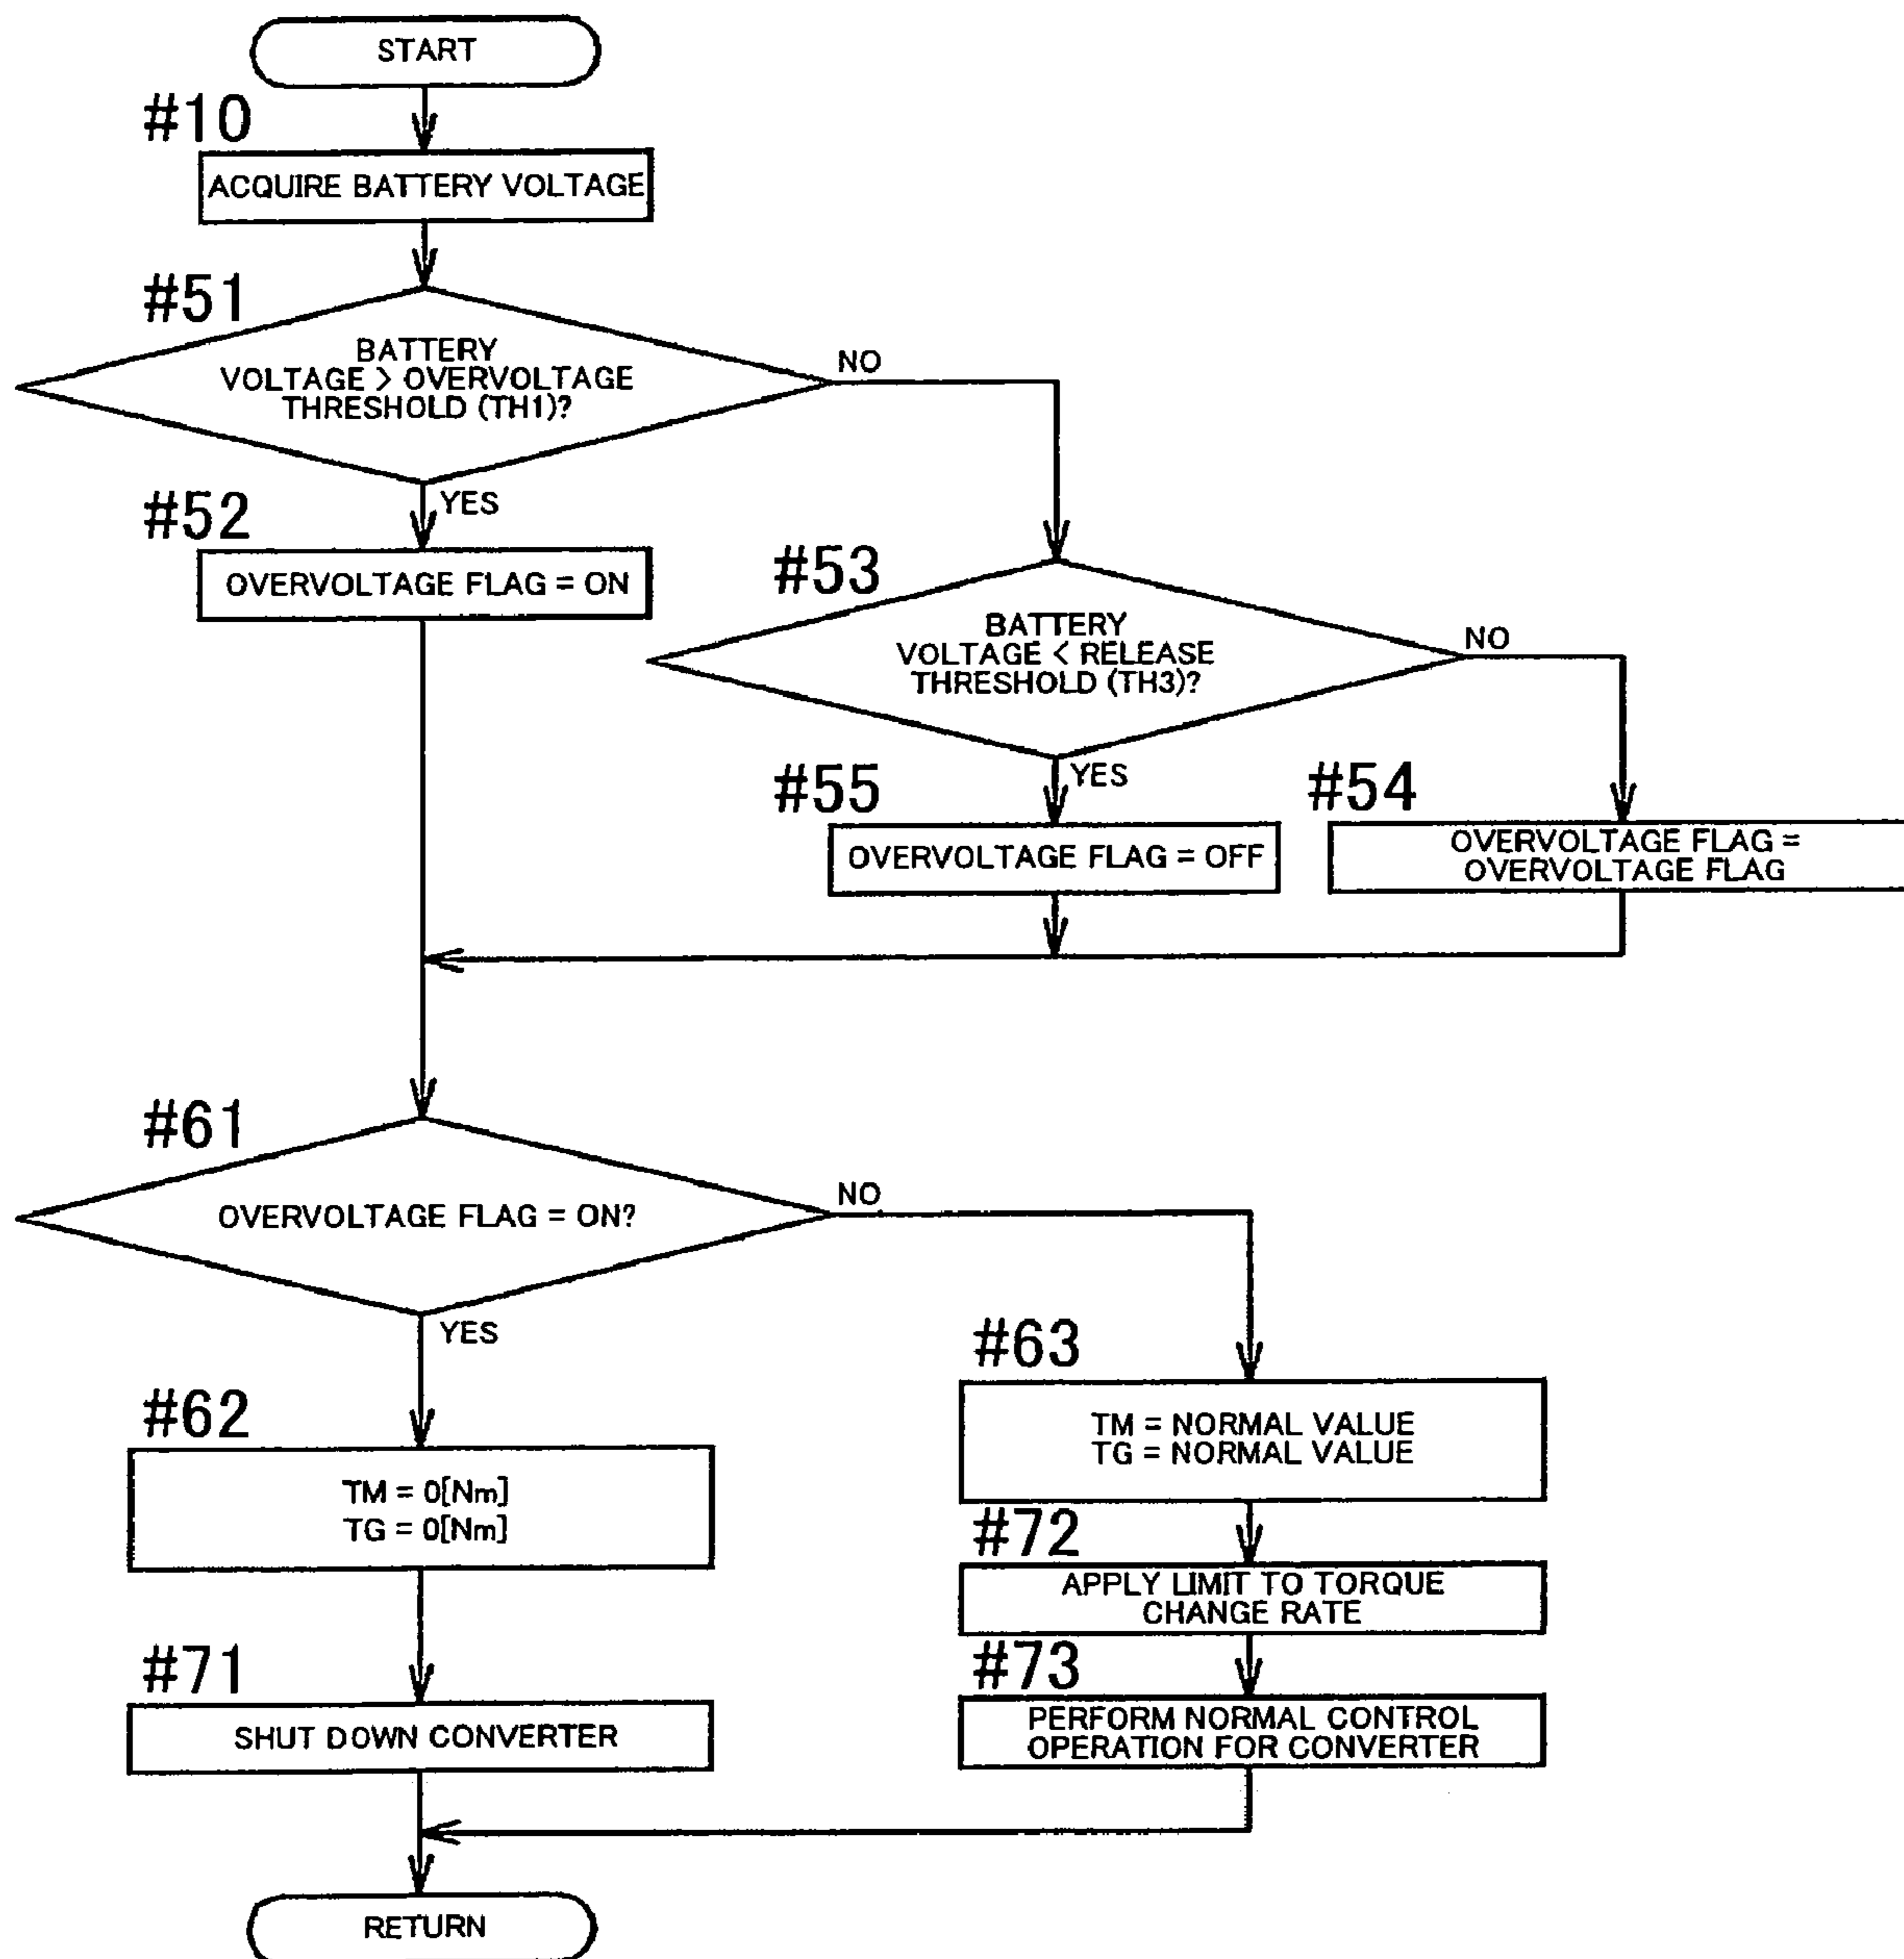 START
#10
ACQUIRE BATTERY VOLTAGE
#51
BATTERY
VOLTAGE > OVERVOLTAGE
THRESHOLD (TH1)?
NO
YES
#52
OVERVOLTAGE FLAG = ON
#53
BATTERY
VOLTAGE < RELEASE
THRESHOLD (TH3)?
NO
YES
#55
OVERVOLTAGE FLAG = OFF
#54
OVERVOLTAGE FLAG =
OVERVOLTAGE FLAG
#61
OVERVOLTAGE FLAG = ON?
NO
YES
#62
TM = 0[Nm]
TG = 0[Nm]
#71
SHUT DOWN CONVERTER
#63
TM = NORMAL VALUE
TG = NORMAL VALUE
#72
APPLY LIMIT TO TORQUE
CHANGE RATE
#73
PERFORM NORMAL CONTROL
OPERATION FOR CONVERTER
RETURN